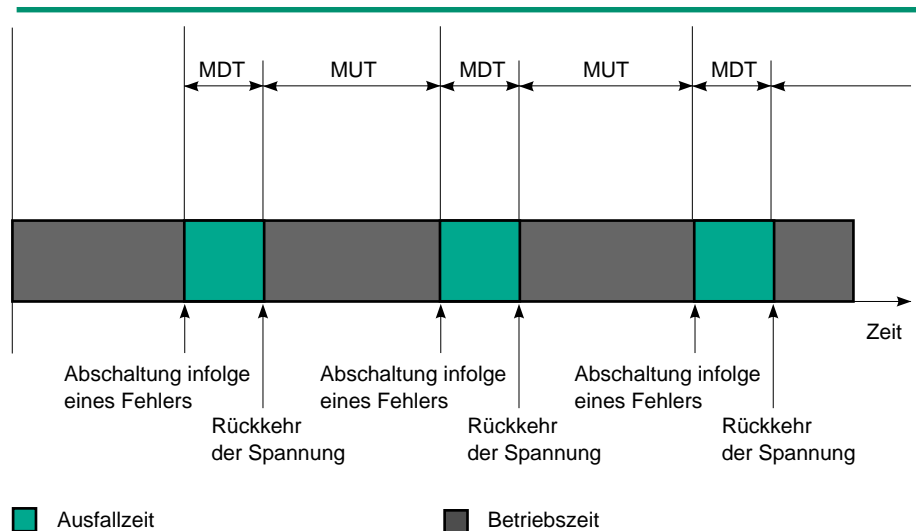 MDT MUT MDT MUT MDT
Zeit
Abschaltung infolge
eines Fehlers
Abschaltung infolge
eines Fehlers
Abschaltung infolge
eines Fehlers
Rückkehr
der Spannung
Rückkehr
der Spannung
Rückkehr
der Spannung
Ausfallzeit
Betriebszeit